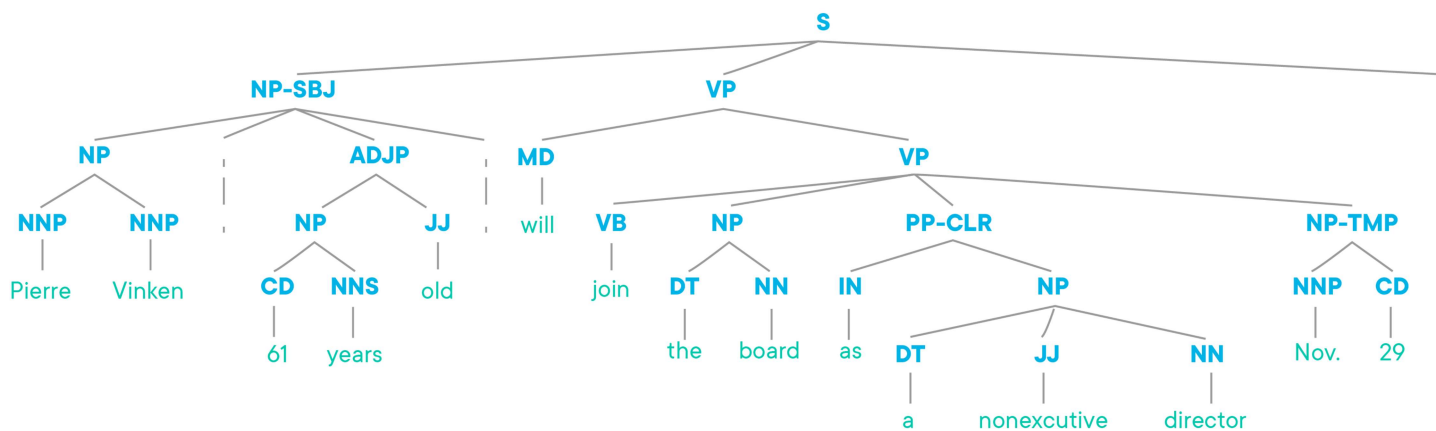 S
NP-SBJ VP
NP ADJP MD VP
NNP NNP NP JJ will VB NP PP-CLR NP-TMP
Pierre Vinken CD NNS old join DT NN IN NP NNP CD
61 years the board as DT JJ NN Nov. 29
a nonexcutive director